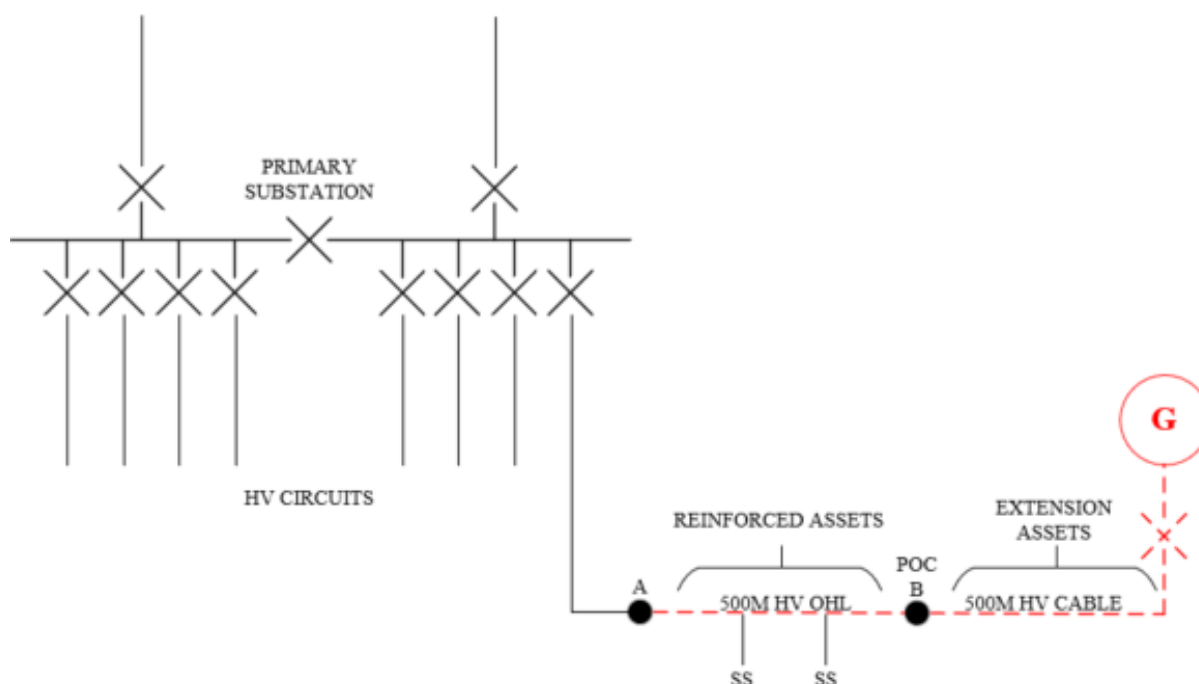 PRIMARY
SUBSTATION
HV CIRCUITS
REINFORCED ASSETS
EXTENSION
ASSETS
G
A
500M HV OHL
POC
B
500M HV CABLE
SS
SS